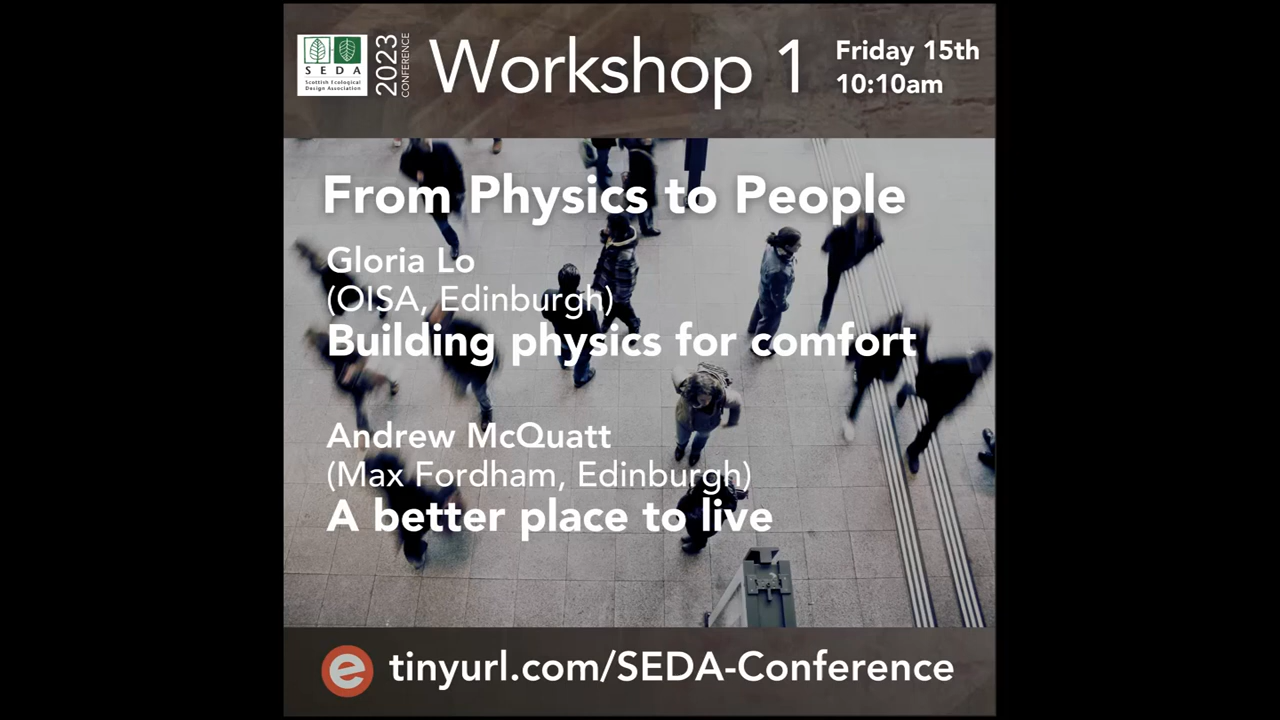 SEDA
Scottish Ecological
Design Association
2023
CONFERENCE
Workshop 1
Friday 15th
10:10am
From Physics to People
Gloria Lo
(OISA, Edinburgh)
Building physics for comfort
Andrew McQuatt
(Max Fordham, Edinburgh)
A better place to live
e
tinyurl.com/SEDA-Conference